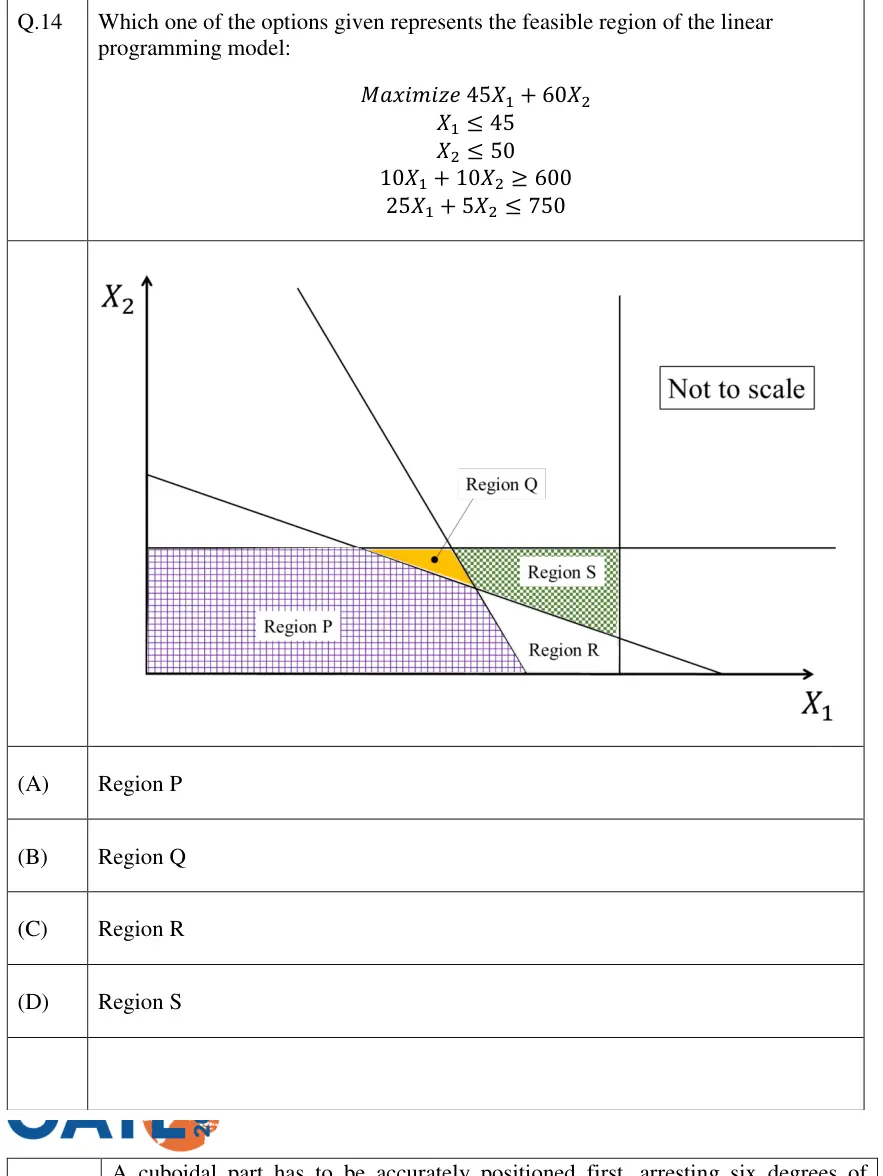 Q.14 Which one of the options given represents the feasible region of the linear
programming model:
𝑀𝑎𝑥𝑖𝑚𝑖𝑧𝑒 45𝑋₁ + 60𝑋₂
𝑋₁ ≤ 45
𝑋₂ ≤ 50
10𝑋₁ + 10𝑋₂ ≥ 600
25𝑋₁ + 5𝑋₂ ≤ 750
𝑋₂
Not to scale
Region Q
Region S
Region P
Region R
𝑋₁
(A) Region P
(B) Region Q
(C) Region R
(D) Region S
A cuboidal part has to be accurately positioned first, arresting six degrees of